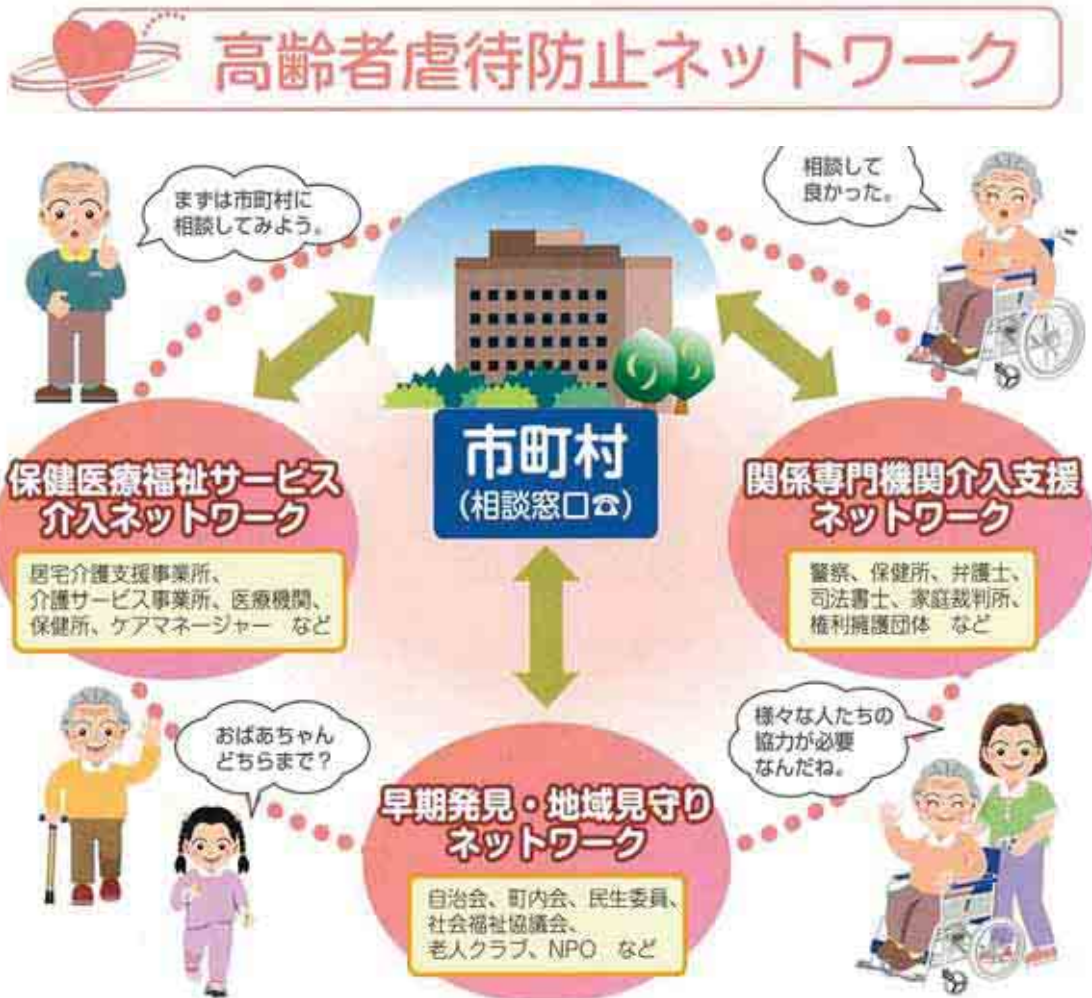 高齢者虐待防止ネットワーク
まずは市町村に
相談してみよう。
相談して
良かった。
市町村
(相談窓口☎)
保健医療福祉サービス
介入ネットワーク
居宅介護支援事業所、
介護サービス事業所、医療機関、
保健所、ケアマネージャー など
関係専門機関介入支援
ネットワーク
警察、保健所、弁護士、
司法書士、家庭裁判所、
権利擁護団体 など
おばあちゃん
どちらまで？
様々な人たちの
協力が必要
なんだね。
早期発見・地域見守り
ネットワーク
自治会、町内会、民生委員、
社会福祉協議会、
老人クラブ、NPO など